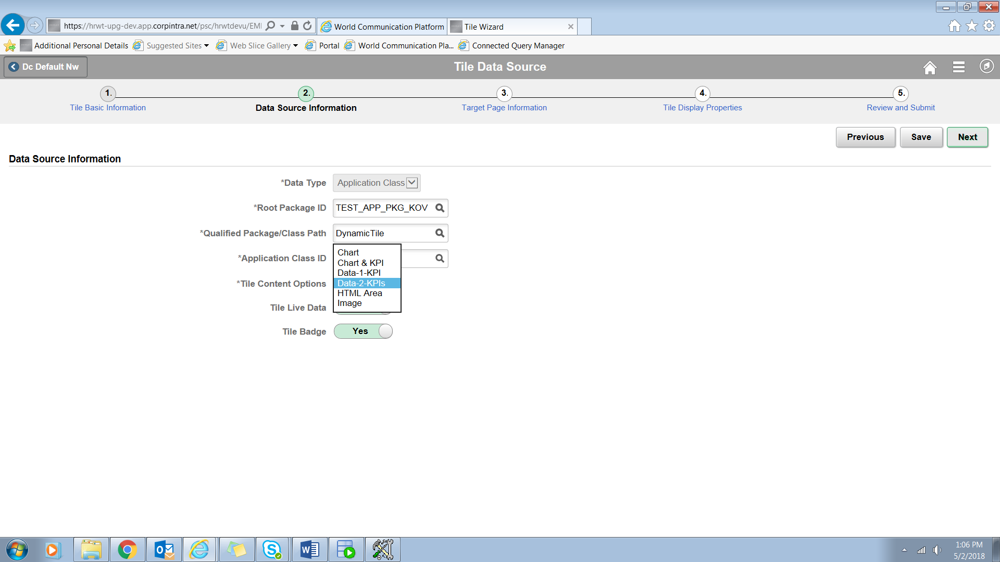 https://hrwt-upg-dev.app.corpintra.net/psc/hrwtdevu/EM
World Communication Platform
Tile Wizard
Additional Personal Details
Suggested Sites
Web Slice Gallery
Portal
World Communication Pla...
Connected Query Manager
Dc Default Nw
Tile Data Source
1.
2.
3.
4.
5.
Tile Basic Information
Data Source Information
Target Page Information
Tile Display Properties
Review and Submit
Previous
Save
Next
Data Source Information
*Data Type
Application Class
*Root Package ID
TEST_APP_PKG_KOV
*Qualified Package/Class Path
DynamicTile
*Application Class ID
*Tile Content Options
Chart
Chart & KPI
Data-1-KPI
Data-2-KPIs
HTML Area
Image
Tile Live Data
Tile Badge
Yes
1:06 PM
5/2/2018